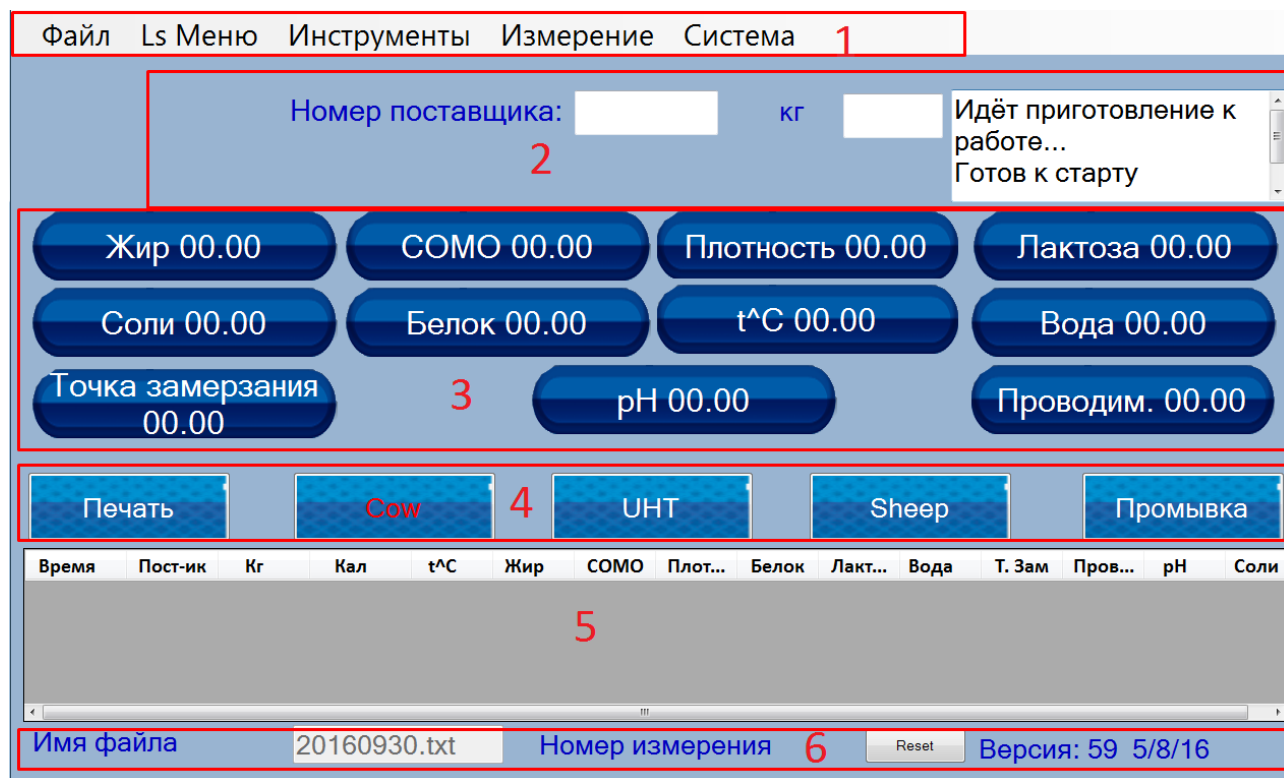 Файл Ls Меню Инструменты Измерение Система 1
Номер поставщика: кг
Идёт приготовление к
работе...
Готов к старту
2
Жир 00.00 СОМО 00.00 Плотность 00.00 Лактоза 00.00
Соли 00.00 Белок 00.00 t^C 00.00 Вода 00.00
Точка замерзания
00.00
3 pH 00.00 Проводим. 00.00
Печать Cow 4 UHT Sheep Промывка
Время Пост-ик Кг Кал t^C Жир СОМО Плот... Белок Лакт... Вода Т. Зам Пров... pH Соли
5
Имя файла 20160930.txt Номер измерения 6 Reset Версия: 59 5/8/16